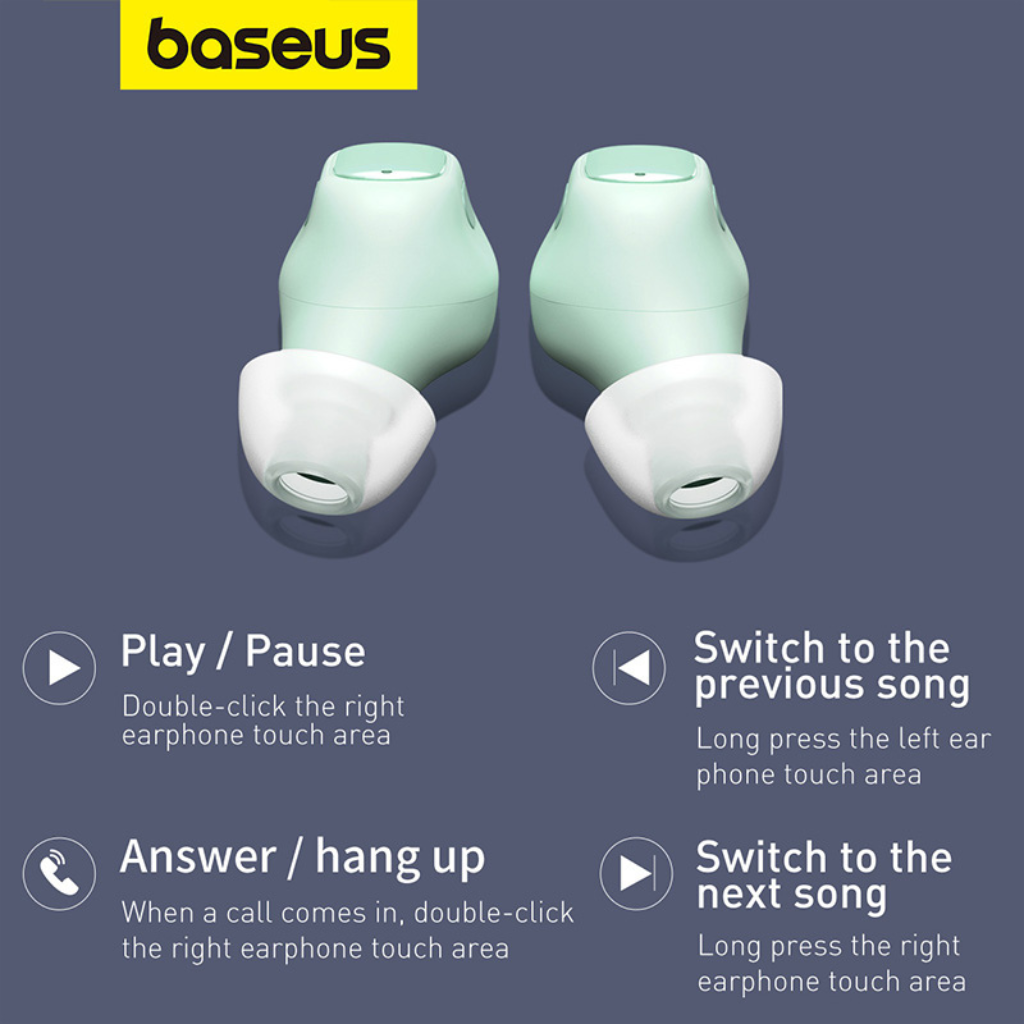 baseus
Play / Pause
Double-click the right
earphone touch area
Switch to the
previous song
Long press the left ear
phone touch area
Answer / hang up
When a call comes in, double-click
the right earphone touch area
Switch to the
next song
Long press the right
earphone touch area